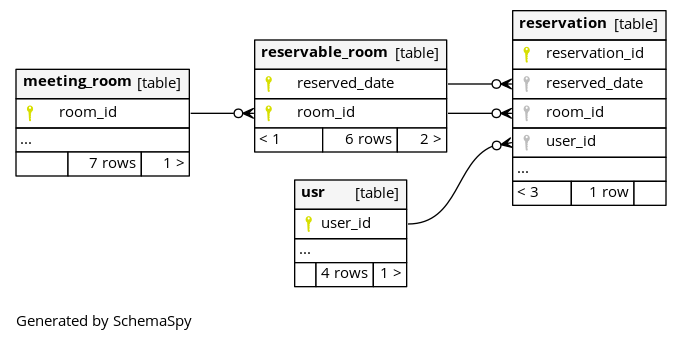 meeting_room [table]
room_id
...
7 rows 1 >
reservable_room [table]
reserved_date
room_id
< 1 6 rows 2 >
reservation [table]
reservation_id
reserved_date
room_id
user_id
...
< 3 1 row
usr [table]
user_id
...
4 rows 1 >
Generated by SchemaSpy